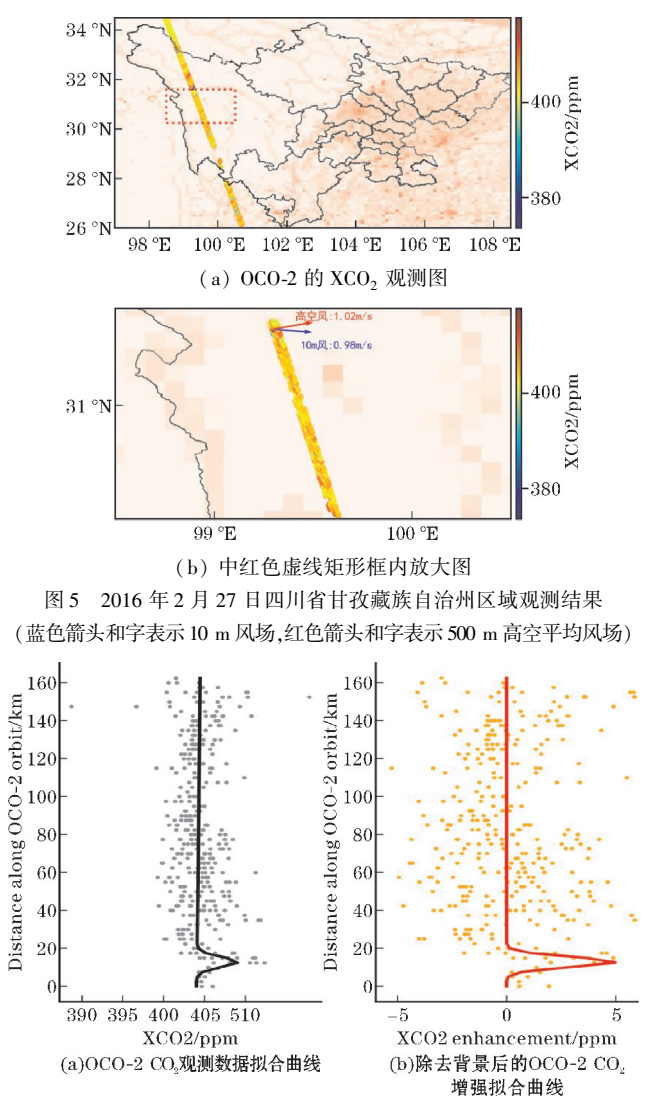 34 °N
32 °N
30 °N
28 °N
26 °N
98 °E 100 °E 102 °E 104 °E 106 °E 108 °E
400
380
XCO2/ppm
(a) OCO-2 的 XCO₂ 观测图
高空风:1.02m/s
10m风:0.98m/s
31 °N
99 °E 100 °E
400
380
XCO2/ppm
(b) 中红色虚线矩形框内放大图
图5 2016 年 2 月 27 日四川省甘孜藏族自治州区域观测结果
(蓝色箭头和字表示 10 m 风场,红色箭头和字表示 500 m 高空平均风场)
Distance along OCO-2 orbit/km
160
140
120
100
80
60
40
20
0
390 395 400 405 510
XCO2/ppm
(a)OCO-2 CO₂观测数据拟合曲线
Distance along OCO-2 orbit/km
160
140
120
100
80
60
40
20
0
-5 0 5
XCO2 enhancement/ppm
(b)除去背景后的OCO-2 CO₂
增强拟合曲线